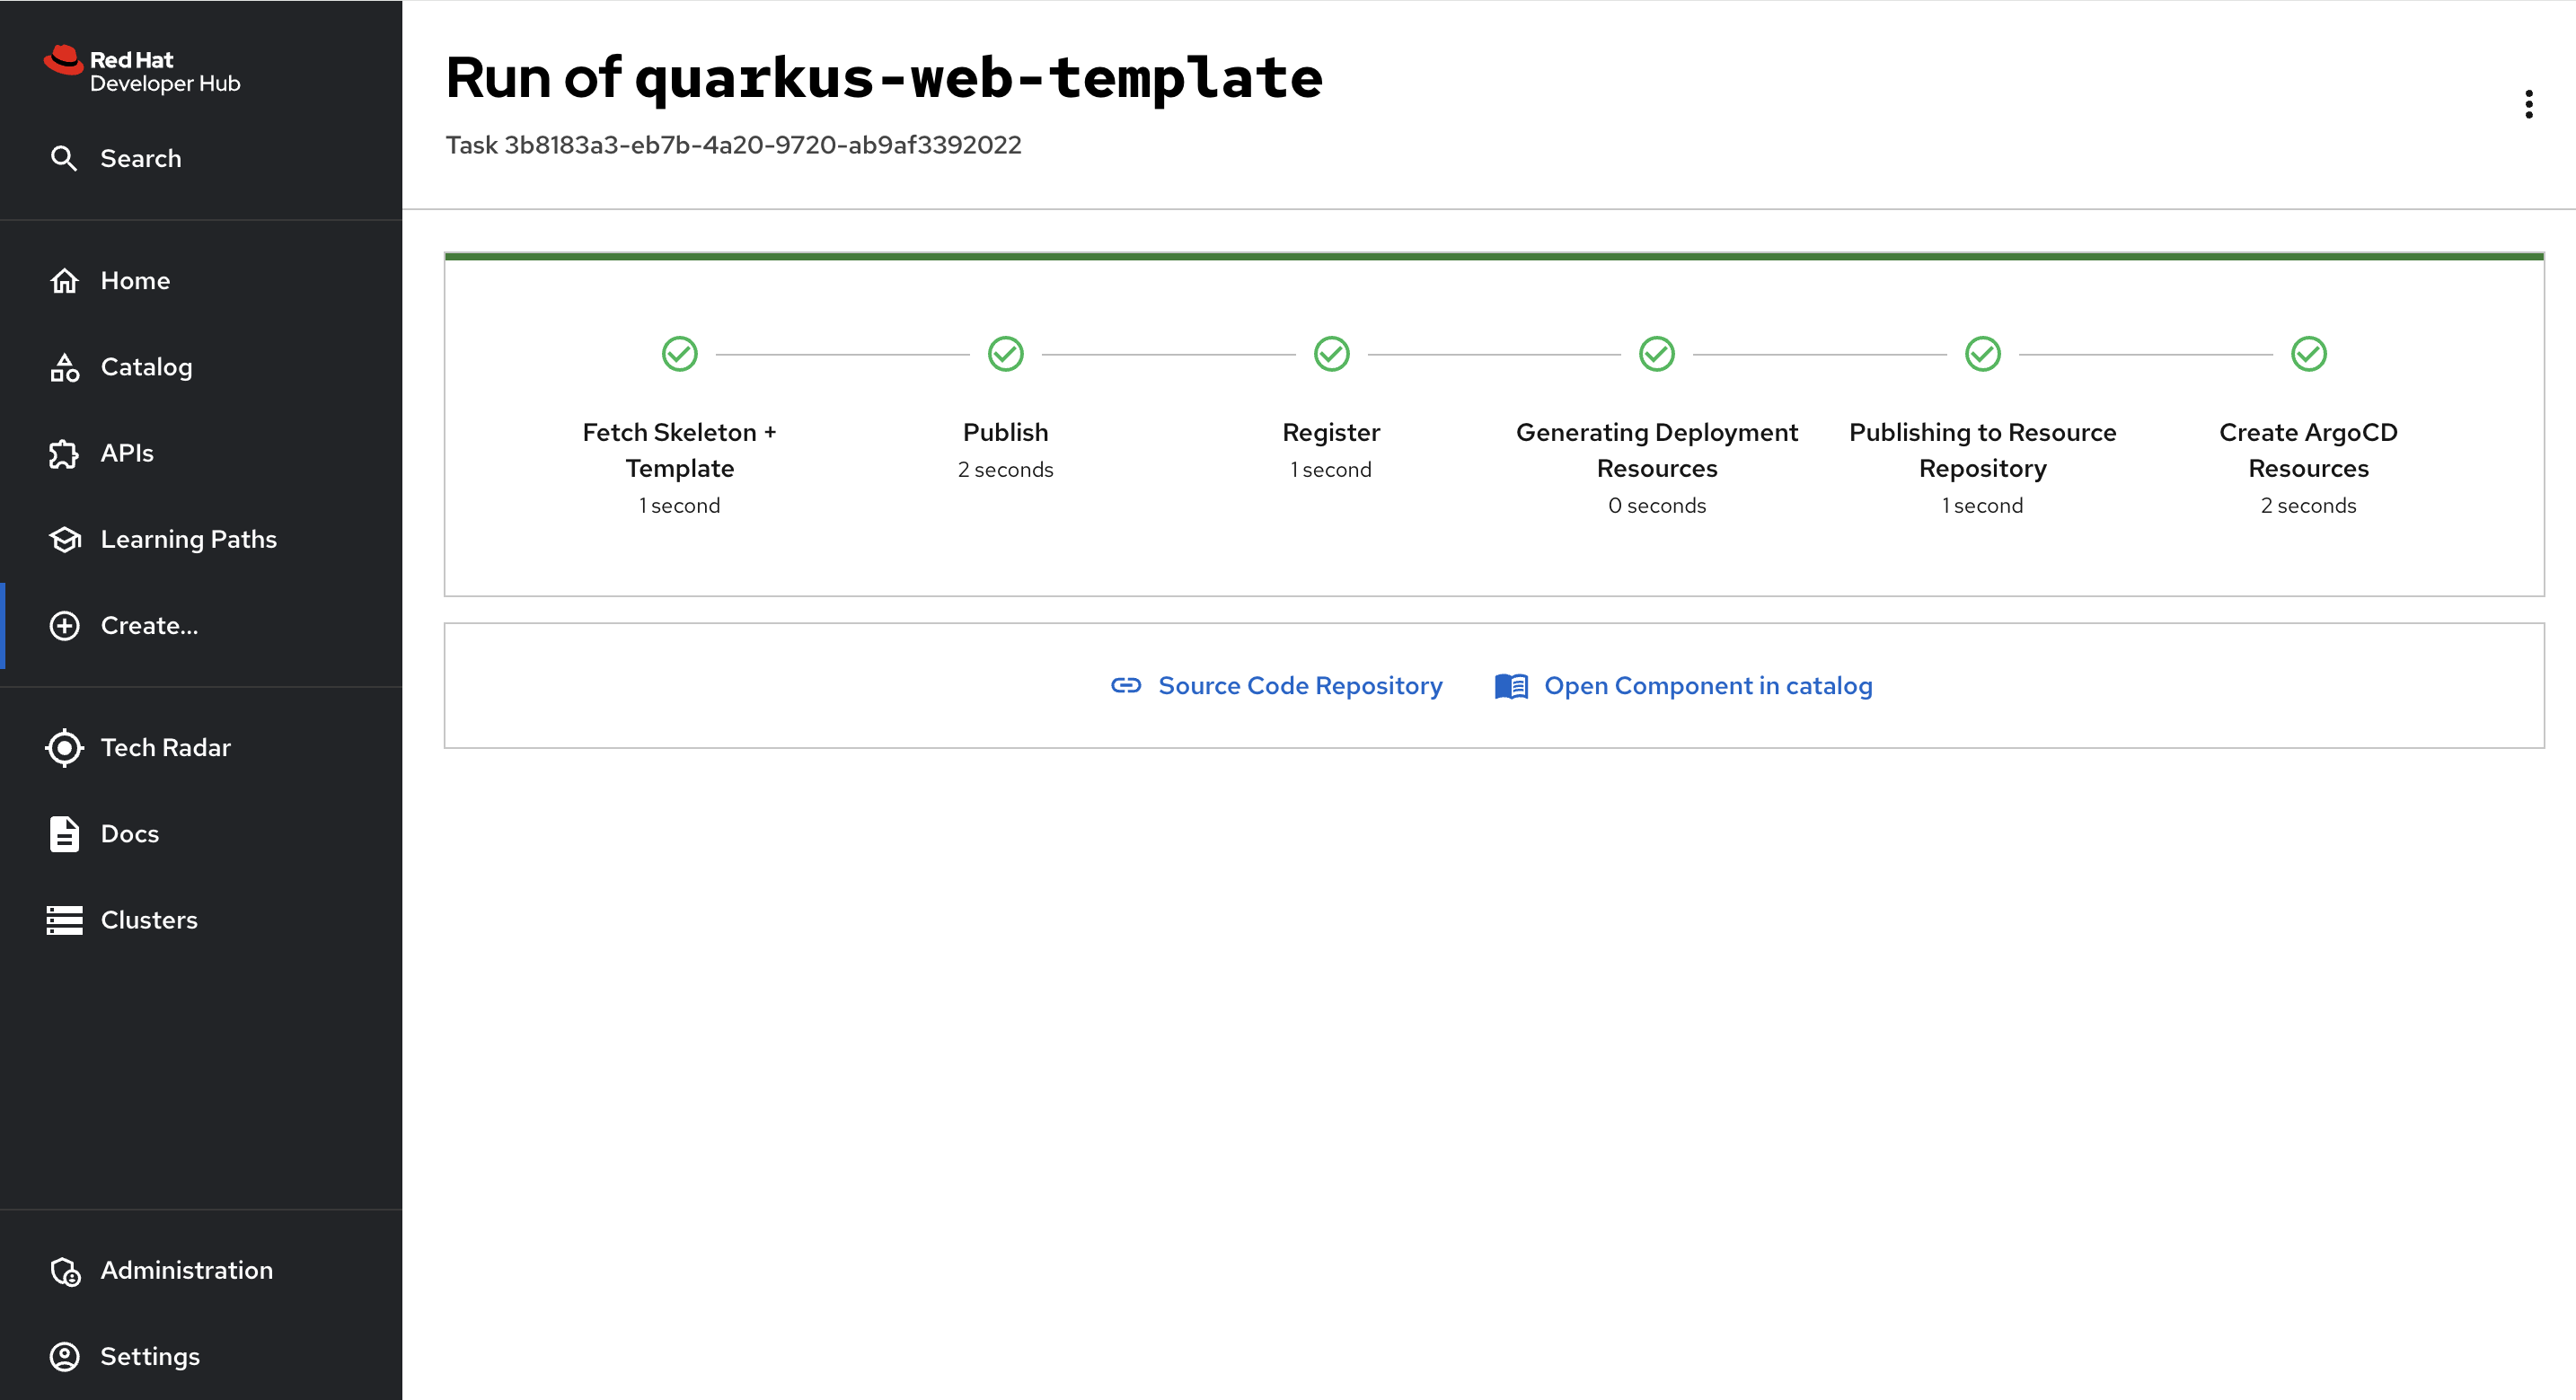 Red Hat
Developer Hub
Search
Home
Catalog
APIs
Learning Paths
Create...
Tech Radar
Docs
Clusters
Administration
Settings
Run of quarkus-web-template
Task 3b8183a3-eb7b-4a20-9720-ab9af3392022
Fetch Skeleton +
Template
1 second
Publish
2 seconds
Register
1 second
Generating Deployment
Resources
0 seconds
Publishing to Resource
Repository
1 second
Create ArgoCD
Resources
2 seconds
Source Code Repository
Open Component in catalog